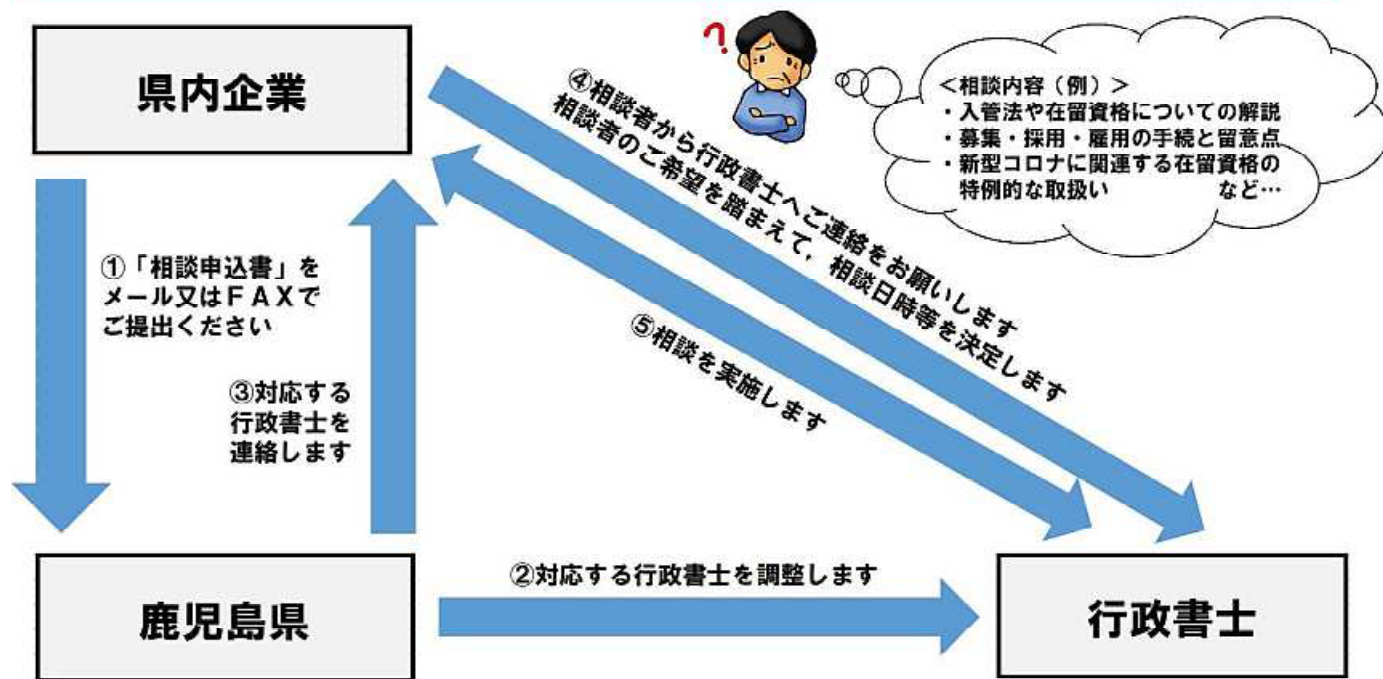 県内企業
?
<相談内容(例)>
・入管法や在留資格についての解説
・募集・採用・雇用の手続と留意点
・新型コロナに関連する在留資格の
特例的な取扱い など…
④相談者から行政書士へご連絡をお願いします
相談者のご希望を踏まえて,相談日時等を決定します
①「相談申込書」を
メール又はFAXで
ご提出ください
⑤相談を実施します
③対応する
行政書士を
連絡します
②対応する行政書士を調整します
鹿児島県
行政書士